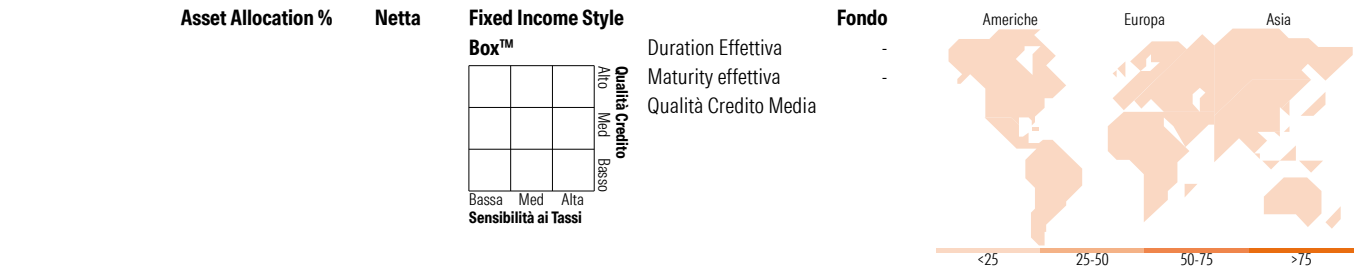 Asset Allocation % Netta
Fixed Income Style Fondo
Box™
Duration Effettiva -
Maturity effettiva -
Qualità Credito Media
Alto Med Basso
Qualità Credito
Bassa Med Alta
Sensibilità ai Tassi
Americhe Europa Asia
<25 25-50 50-75 >75